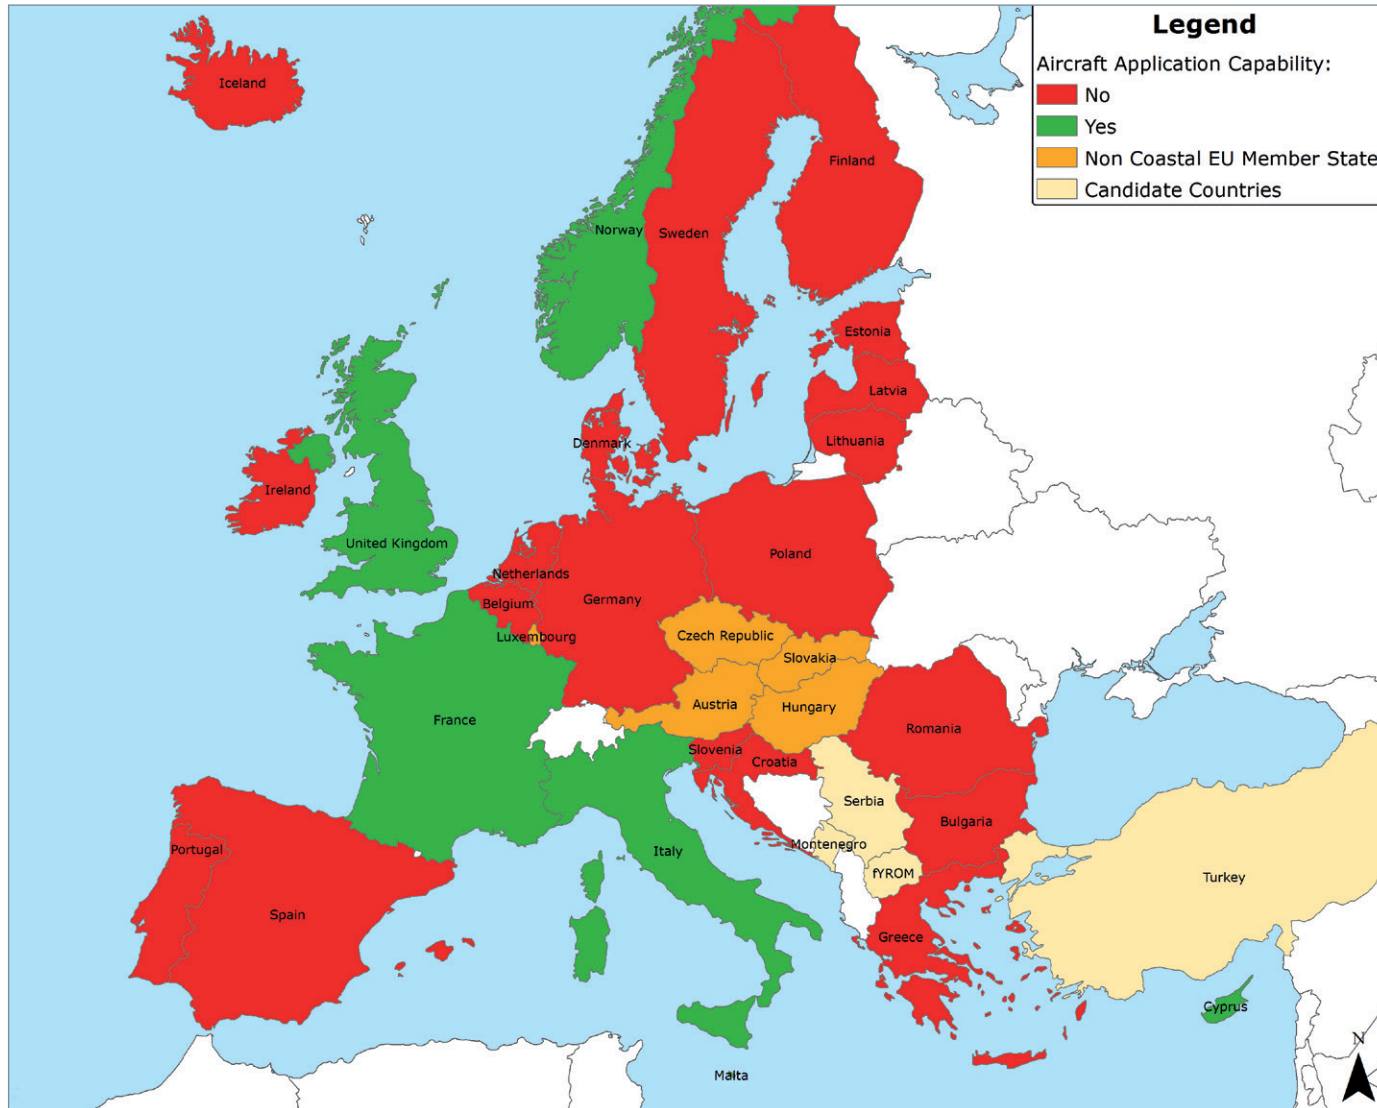 Legend
Aircraft Application Capability:
No
Yes
Non Coastal EU Member State
Candidate Countries
Iceland
Finland
Norway
Sweden
Estonia
Latvia
Denmark
Lithuania
Ireland
United Kingdom
Poland
Netherlands
Germany
Belgium
Luxembourg
Czech Republic
Slovakia
Austria
Hungary
France
Romania
Slovenia
Croatia
Serbia
Bulgaria
Montenegro
Portugal
Italy
fYROM
Turkey
Spain
Greece
Cyprus
Malta
N